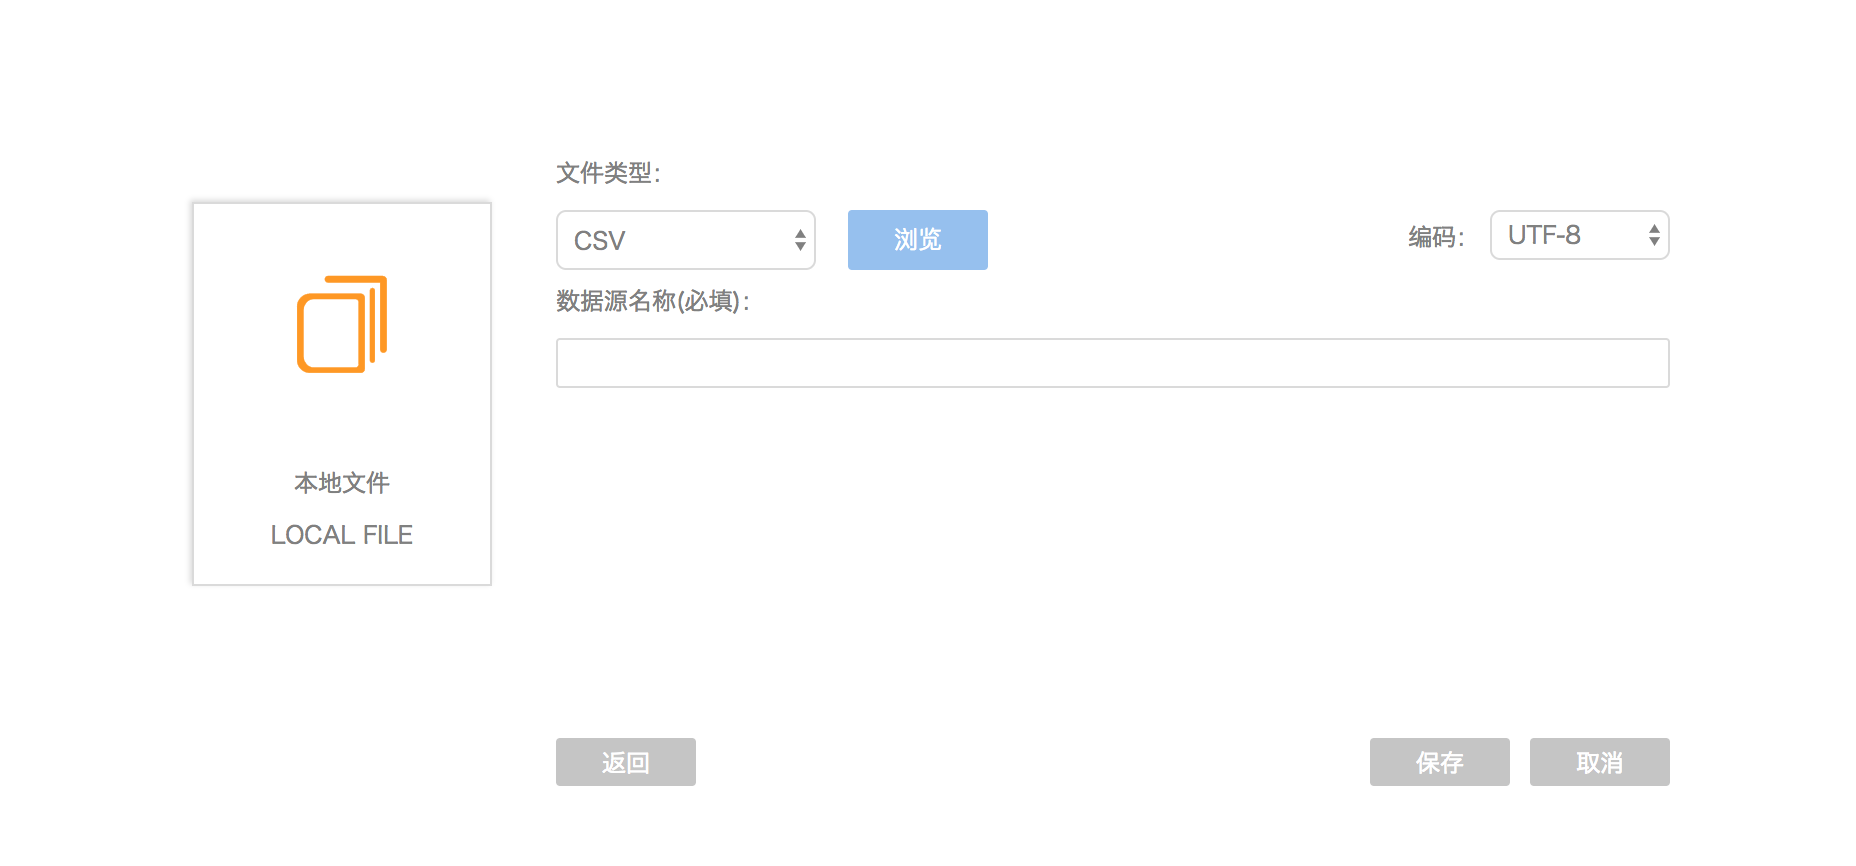 文件类型：
CSV
浏览
编码：
UTF-8
数据源名称(必填)：
本地文件
LOCAL FILE
返回
保存
取消